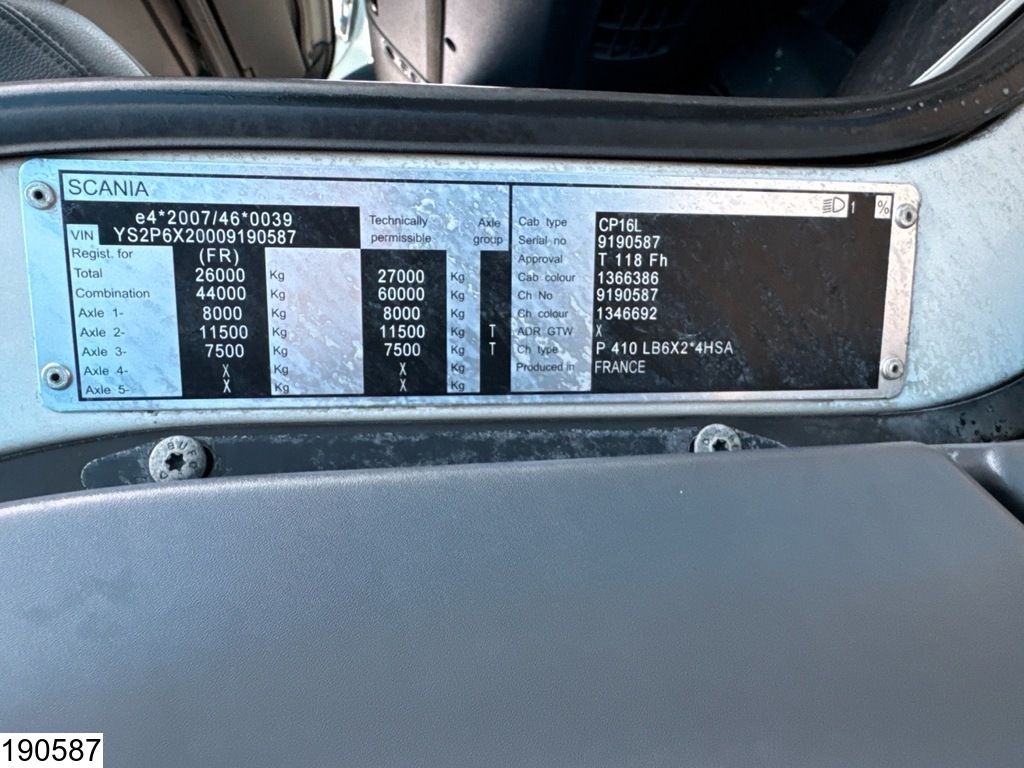 SCANIA
e4*2007/46*0039
VIN YS2P6X20009190587
Technically permissible
Axle group
Regist. for (FR)
Total 26000 Kg 27000 Kg
Combination 44000 Kg 60000 Kg
Axle 1- 8000 Kg 8000 Kg
Axle 2- 11500 Kg 11500 Kg T
Axle 3- 7500 Kg 7500 Kg T
Axle 4- X Kg X Kg
Axle 5- X Kg X Kg
1 %
Cab type CP16L
Serial no 9190587
Approval T 118 Fh
Cab colour 1366386
Ch No 9190587
Ch colour 1346692
ADR GTW X
Ch type P 410 LB6X2*4HSA
Produced in FRANCE
190587